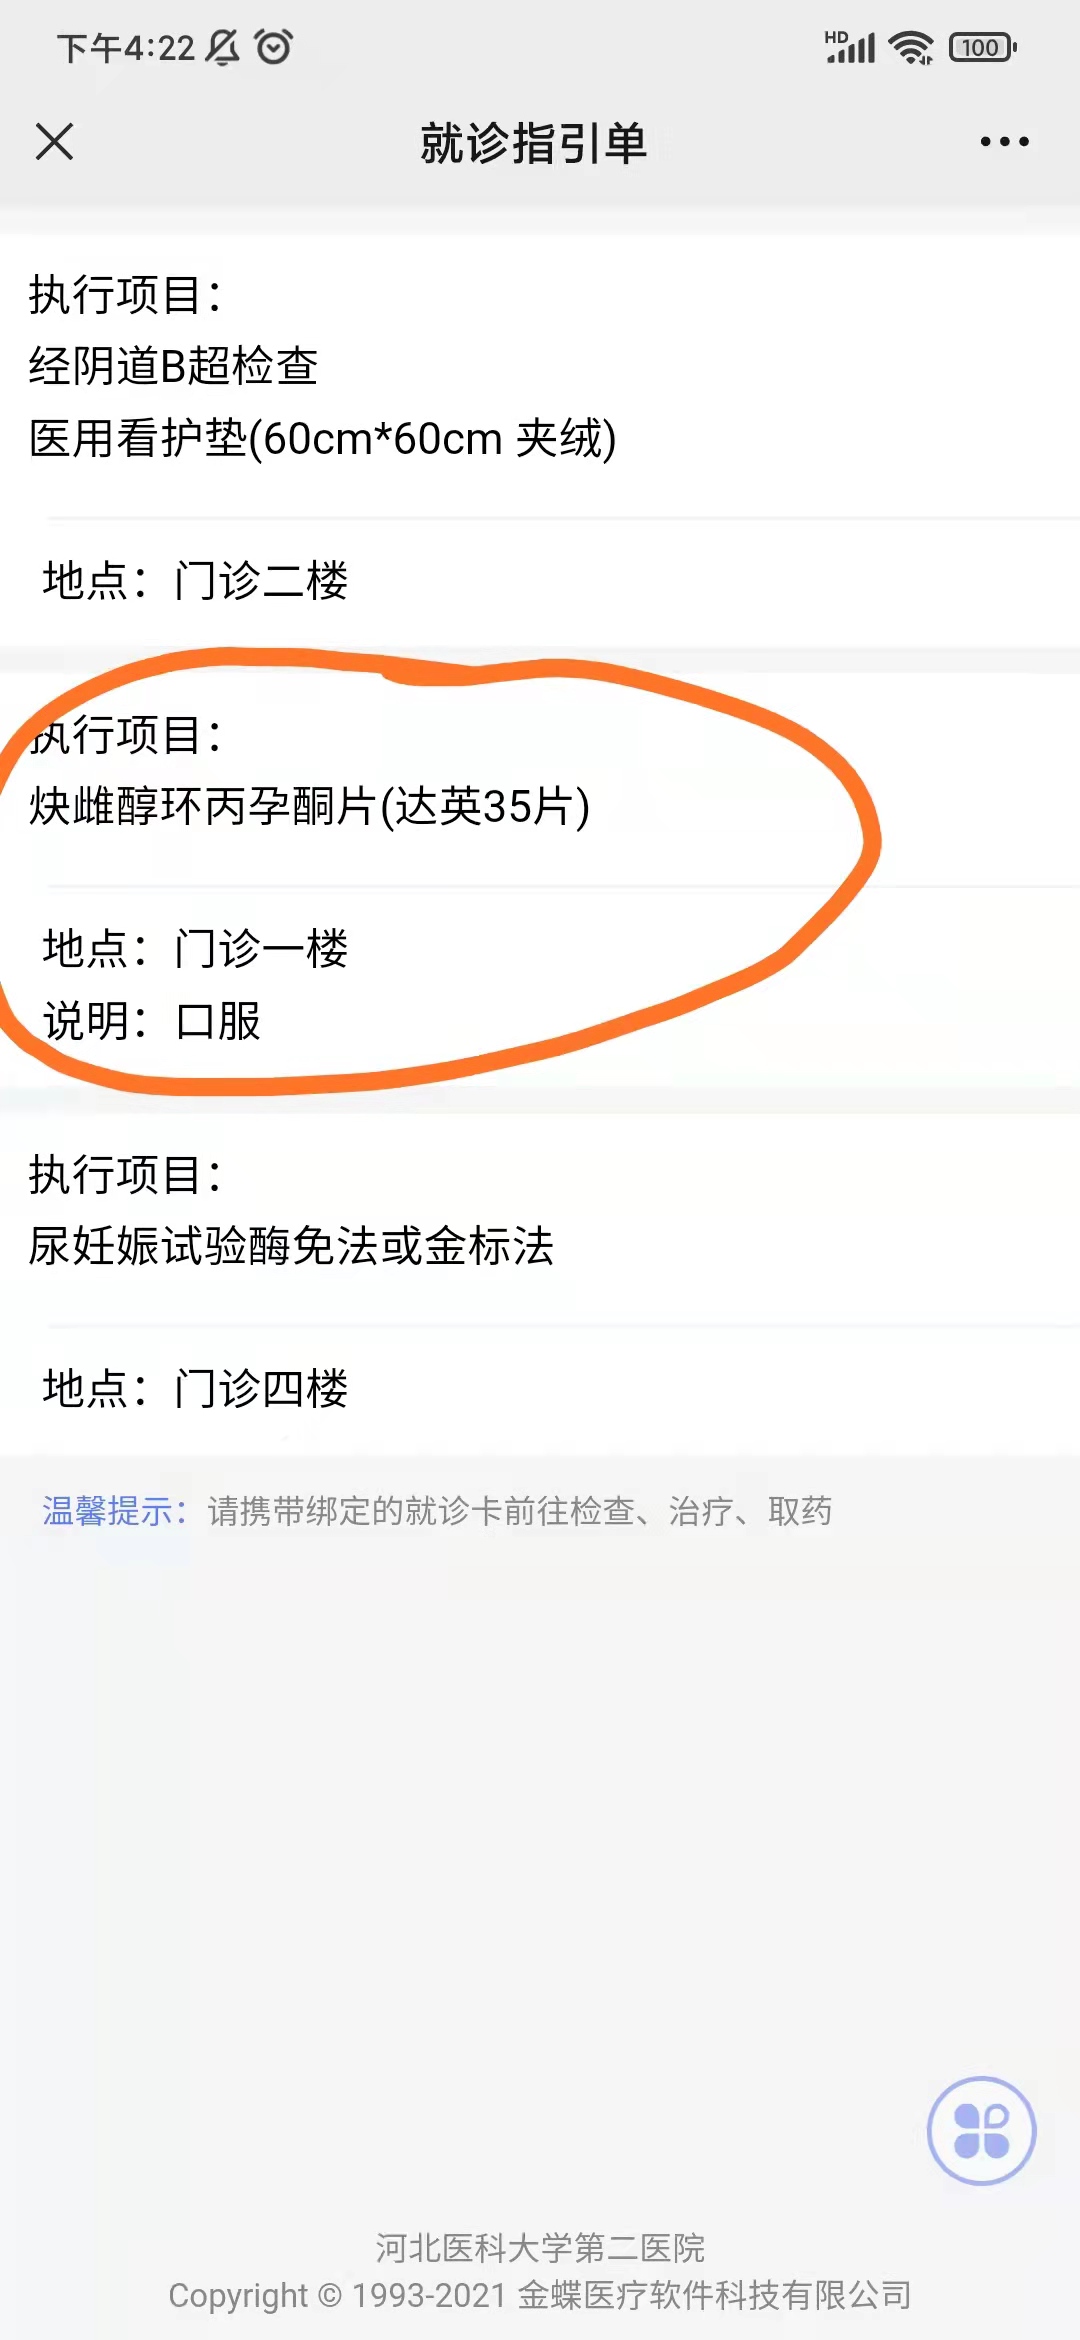 下午4:22
HD
100
就诊指引单
执行项目：
经阴道B超检查
医用看护垫(60cm*60cm 夹绒)
地点：门诊二楼
执行项目：
炔雌醇环丙孕酮片(达英35片)
地点：门诊一楼
说明：口服
执行项目：
尿妊娠试验酶免法或金标法
地点：门诊四楼
温馨提示：请携带绑定的就诊卡前往检查、治疗、取药
河北医科大学第二医院
Copyright © 1993-2021 金蝶医疗软件科技有限公司